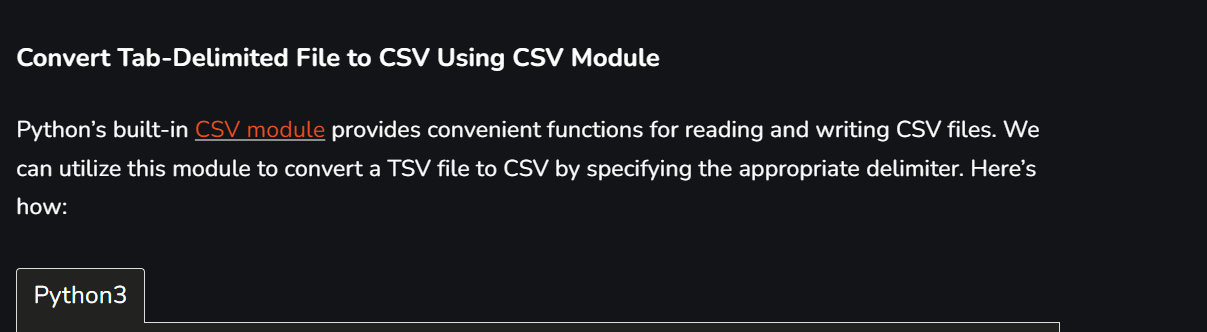 Convert Tab-Delimited File to CSV Using CSV Module
Python’s built-in CSV module provides convenient functions for reading and writing CSV files. We
can utilize this module to convert a TSV file to CSV by specifying the appropriate delimiter. Here’s
how:
Python3